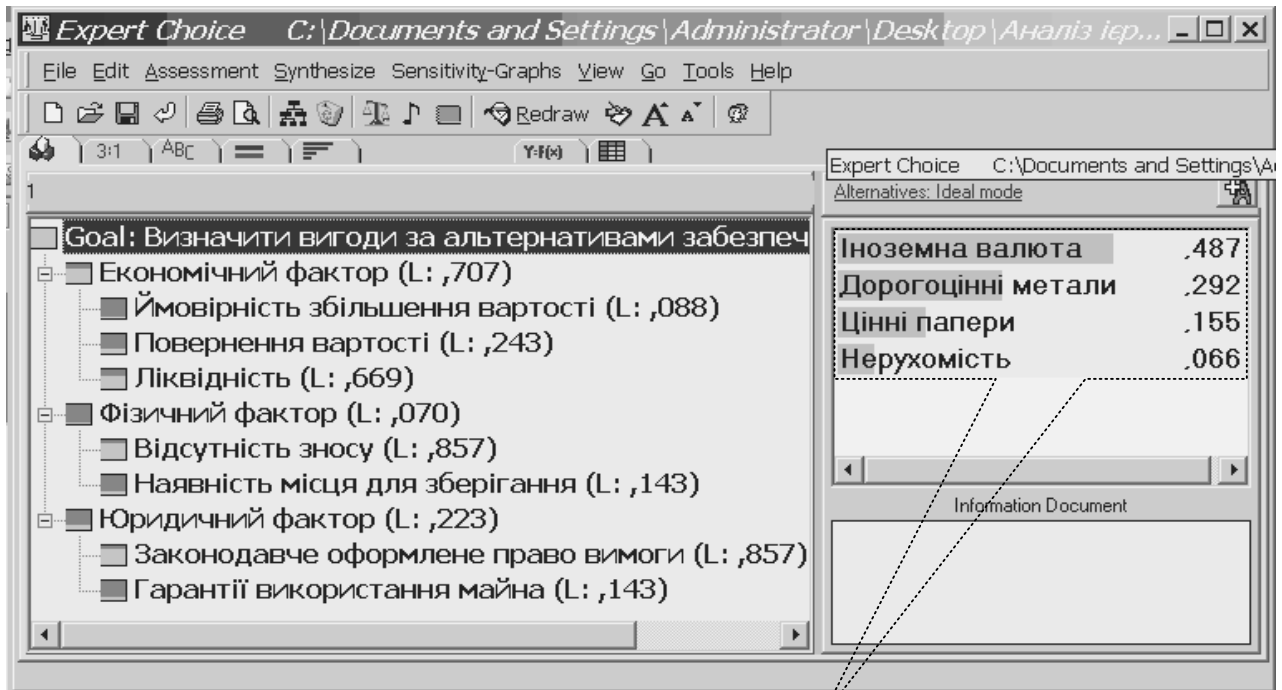 Expert Choice C:\Documents and Settings\Administrator\Desktop\Аналіз ієр...
File Edit Assessment Synthesize Sensitivity-Graphs View Go Tools Help
Redraw A A
3:1 ABC Y=F(x)
Expert Choice C:\Documents and Settings\A
1
Alternatives: Ideal mode
Goal: Визначити вигоди за альтернативами забезпеч
Економічний фактор (L: ,707)
Ймовірність збільшення вартості (L: ,088)
Повернення вартості (L: ,243)
Ліквідність (L: ,669)
Фізичний фактор (L: ,070)
Відсутність зносу (L: ,857)
Наявність місця для зберігання (L: ,143)
Юридичний фактор (L: ,223)
Законодавче оформлене право вимоги (L: ,857)
Гарантії використання майна (L: ,143)
Іноземна валюта ,487
Дорогоцінні метали ,292
Цінні папери ,155
Нерухомість ,066
Information Document